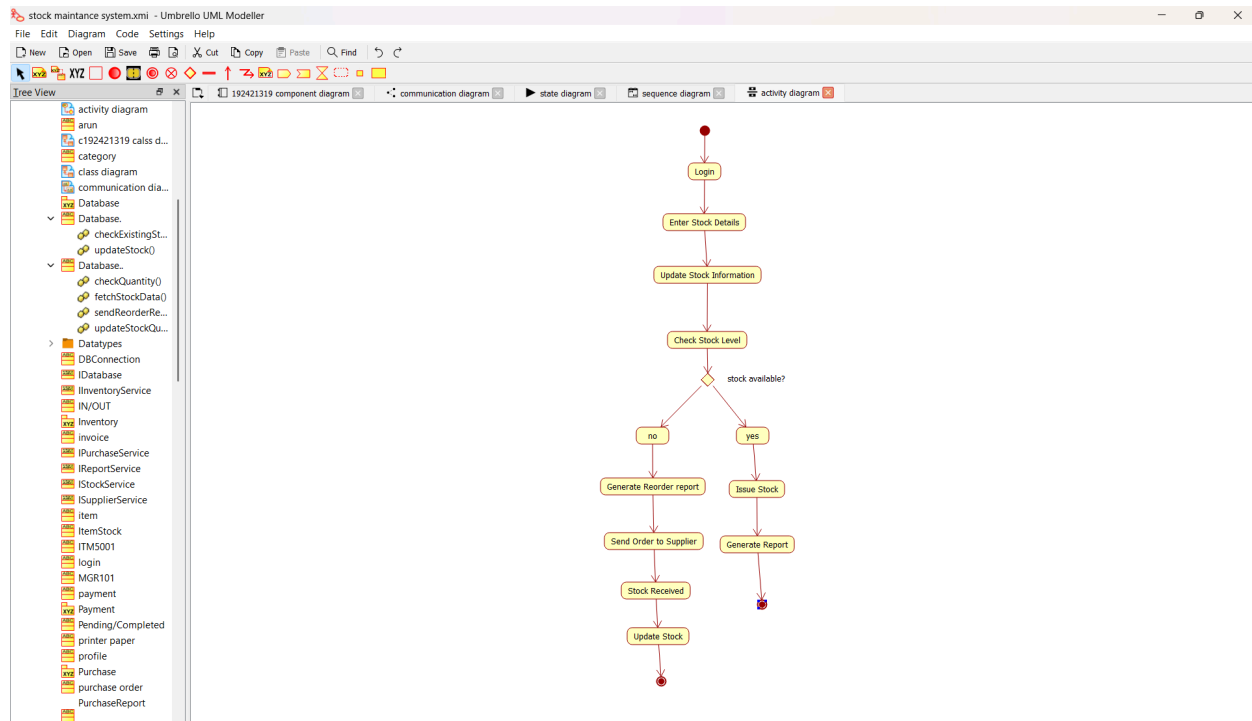 stock maintance system.xmi - Umbrello UML Modeller
File Edit Diagram Code Settings Help
New Open Save Cut Copy Paste Find
XYZ XYZ XYZ
Tree View
192421319 component diagram communication diagram state diagram sequence diagram activity diagram
activity diagram
arun
c192421319 calss d...
category
class diagram
communication dia...
Database
Database.
checkExistingSt...
updateStock()
Database..
checkQuantity()
fetchStockData()
sendReorderRe...
updateStockQu...
Datatypes
DBConnection
IDatabase
IInventoryService
IN/OUT
Inventory
invoice
IPurchaseService
IReportService
IStockService
ISupplierService
item
ItemStock
ITM5001
login
MGR101
payment
Payment
Pending/Completed
printer paper
profile
Purchase
purchase order
PurchaseReport
Login
Enter Stock Details
Update Stock Information
Check Stock Level
stock available?
no
yes
Generate Reorder report
Issue Stock
Send Order to Supplier
Generate Report
Stock Received
Update Stock